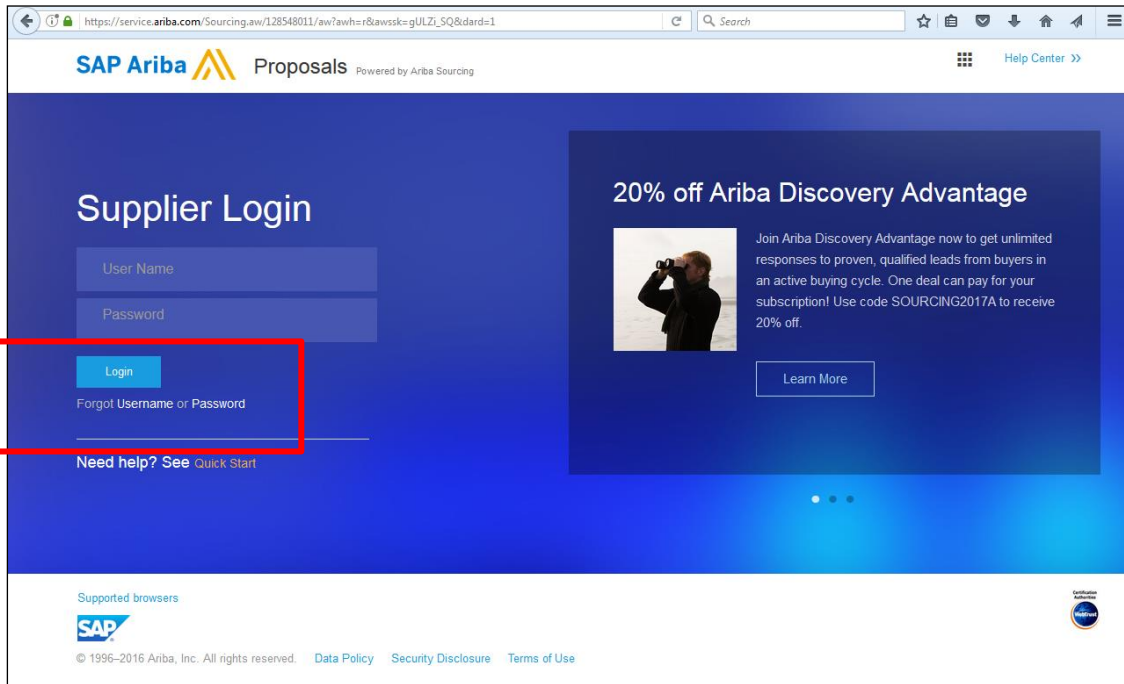 https://service.ariba.com/Sourcing.aw/128548011/aw?awh=r&awssk=gULZi_SQ&dard=1
Search
SAP Ariba Proposals Powered by Ariba Sourcing
Help Center »
Supplier Login
User Name
Password
Login
Forgot Username or Password
Need help? See Quick Start
20% off Ariba Discovery Advantage
Join Ariba Discovery Advantage now to get unlimited
responses to proven, qualified leads from buyers in
an active buying cycle. One deal can pay for your
subscription! Use code SOURCING2017A to receive
20% off.
Learn More
Supported browsers
SAP
Certification
Authorities
WebTrust
© 1996–2016 Ariba, Inc. All rights reserved. Data Policy Security Disclosure Terms of Use